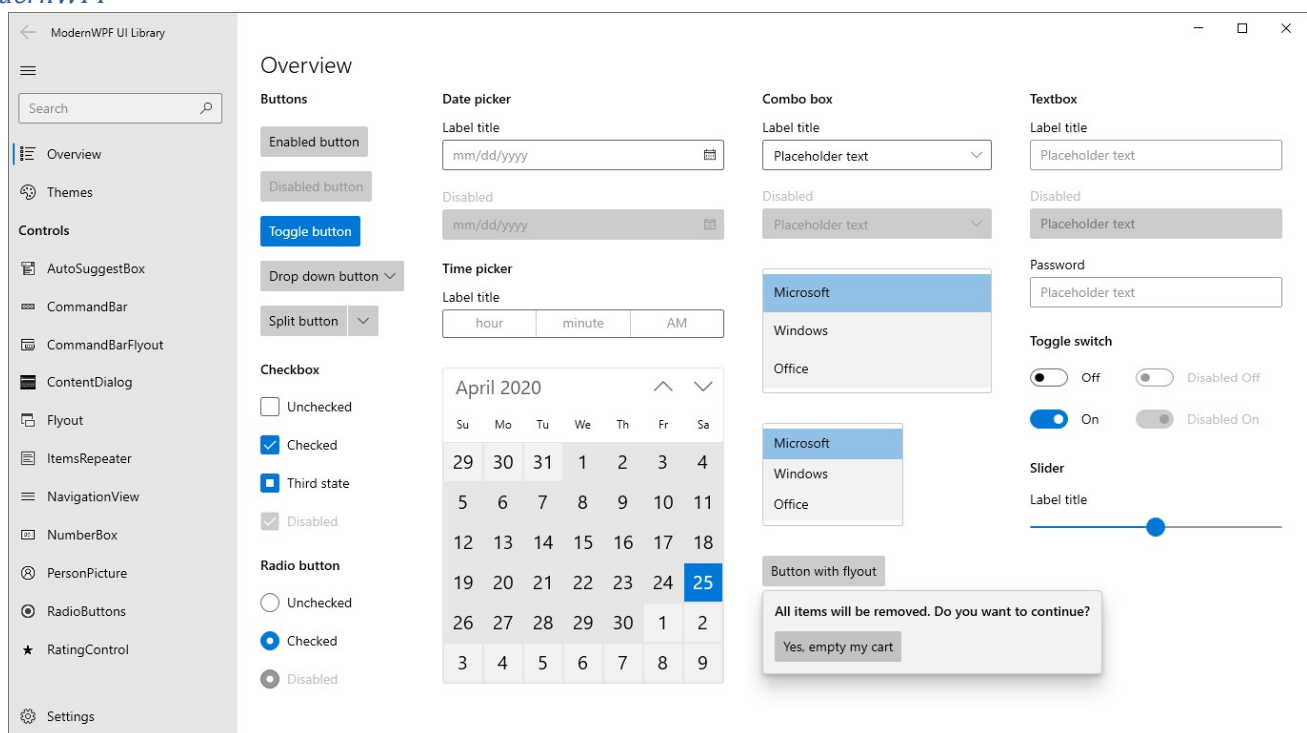 ModernWPF UI Library
Search
Overview
Themes
Controls
AutoSuggestBox
CommandBar
CommandBarFlyout
ContentDialog
Flyout
ItemsRepeater
NavigationView
NumberBox
PersonPicture
RadioButtons
RatingControl
Settings
Overview
Buttons
Enabled button
Disabled button
Toggle button
Drop down button
Split button
Checkbox
Unchecked
Checked
Third state
Disabled
Radio button
Unchecked
Checked
Disabled
Date picker
Label title
mm/dd/yyyy
Disabled
mm/dd/yyyy
Time picker
Label title
hour minute AM
April 2020
Su Mo Tu We Th Fr Sa
29 30 31 1 2 3 4
5 6 7 8 9 10 11
12 13 14 15 16 17 18
19 20 21 22 23 24 25
26 27 28 29 30 1 2
3 4 5 6 7 8 9
Combo box
Label title
Placeholder text
Disabled
Placeholder text
Microsoft
Windows
Office
Microsoft
Windows
Office
Button with flyout
All items will be removed. Do you want to continue?
Yes, empty my cart
Textbox
Label title
Placeholder text
Disabled
Placeholder text
Password
Placeholder text
Toggle switch
Off Disabled Off
On Disabled On
Slider
Label title